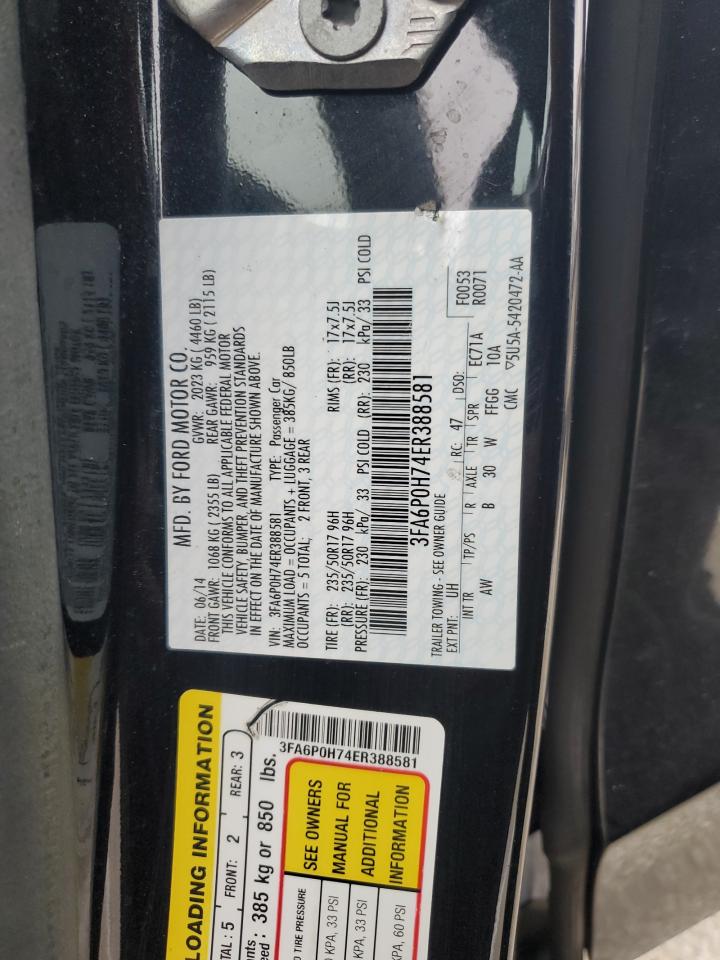 MFD. BY FORD MOTOR CO.
DATE: 06/14 GVWR: 2023 KG ( 4460 LB)
FRONT GAWR: 1068 KG ( 2355 LB) REAR GAWR: 959 KG ( 2115 LB)
THIS VEHICLE CONFORMS TO ALL APPLICABLE FEDERAL MOTOR
VEHICLE SAFETY, BUMPER, AND THEFT PREVENTION STANDARDS
IN EFFECT ON THE DATE OF MANUFACTURE SHOWN ABOVE.
VIN: 3FA6P0H74ER388581 TYPE: Passenger Car
MAXIMUM LOAD = OCCUPANTS + LUGGAGE = 385KG/ 850LB
OCCUPANTS = 5 TOTAL; 2 FRONT, 3 REAR
TIRE (FR): 235/50R17 96H RIMS (FR): 17x7.5J
(RR): 235/50R17 96H (RR): 17x7.5J
PRESSURE (FR): 230 kPa/ 33 PSI COLD (RR): 230 kPa/ 33 PSI COLD
3FA6P0H74ER388581
TRAILER TOWING - SEE OWNER GUIDE
EXT PNT: UH RC: 47 DSO: F0053
R0071
INT TR TP/PS R AXLE TR SPR EC71A
AW B 30 W FFGG 10A
CMC ▽5U5A-5420472-AA
LOADING INFORMATION
TAL : 5 FRONT: 2 REAR: 3
ants
eed : 385 kg or 850 lbs.
3FA6P0H74ER388581
D TIRE PRESSURE
KPA, 33 PSI
KPA, 33 PSI
KPA, 60 PSI
SEE OWNERS
MANUAL FOR
ADDITIONAL
INFORMATION